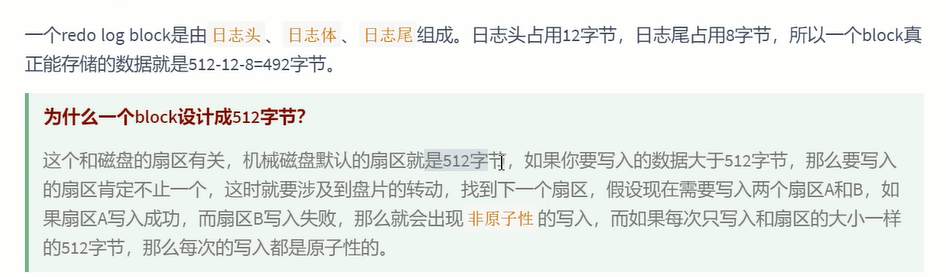 一个redo log block是由日志头、日志体、日志尾组成。日志头占用12字节，日志尾占用8字节，所以一个block真
正能存储的数据就是512-12-8=492字节。
为什么一个block设计成512字节？
这个和磁盘的扇区有关，机械磁盘默认的扇区就是512字节，如果你要写入的数据大于512字节，那么要写入
的扇区肯定不止一个，这时就要涉及到盘片的转动，找到下一个扇区，假设现在需要写入两个扇区A和B，如
果扇区A写入成功，而扇区B写入失败，那么就会出现非原子性的写入，而如果每次只写入和扇区的大小一样
的512字节，那么每次的写入都是原子性的。